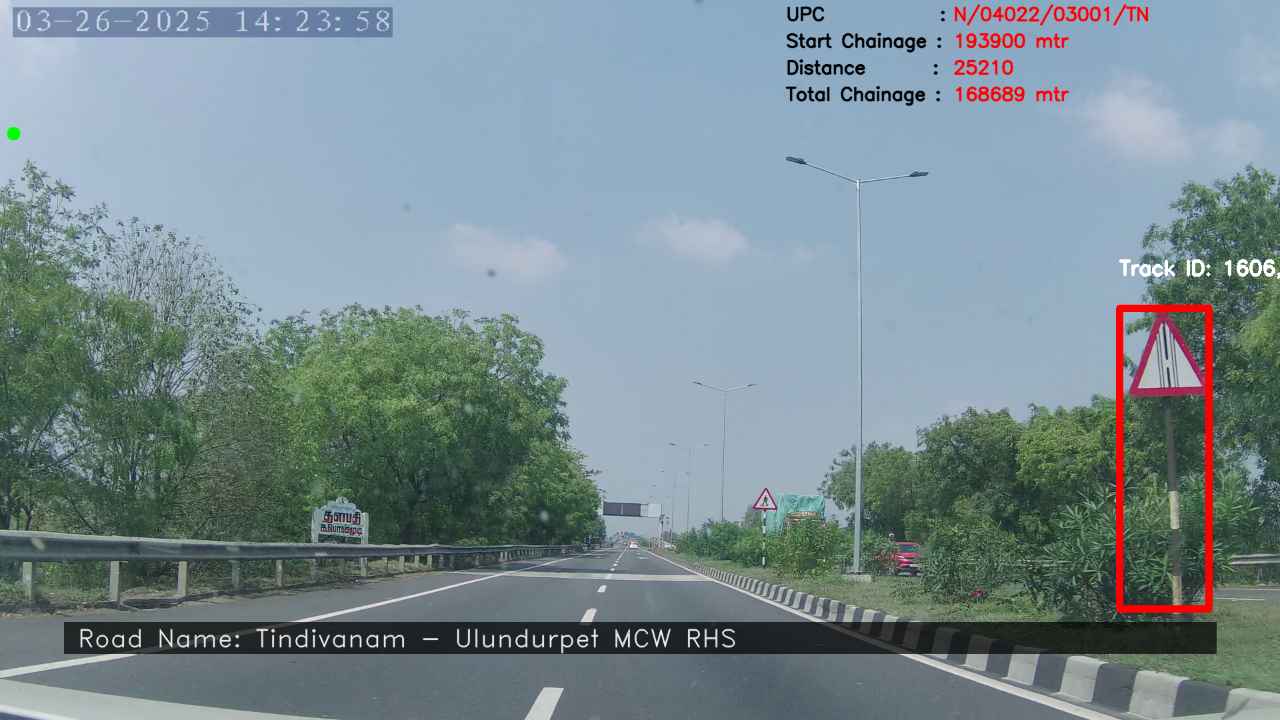 03-26-2025 14:23:58
UPC : N/04022/03001/TN
Start Chainage : 193900 mtr
Distance : 25210
Total Chainage : 168689 mtr
Track ID: 1606,
தளபதி
Road Name: Tindivanam - Ulundurpet MCW RHS